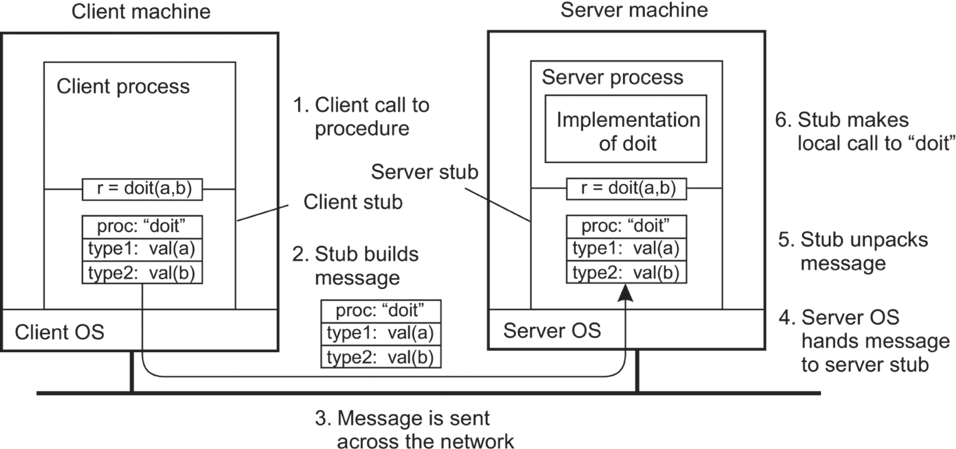 Client machine
Server machine
Client process
Server process
1. Client call to
procedure
Implementation
of doit
6. Stub makes
local call to “doit”
Server stub
r = doit(a,b)
r = doit(a,b)
Client stub
proc: “doit”
type1: val(a)
type2: val(b)
proc: “doit”
type1: val(a)
type2: val(b)
2. Stub builds
message
5. Stub unpacks
message
proc: “doit”
type1: val(a)
type2: val(b)
Client OS
Server OS
4. Server OS
hands message
to server stub
3. Message is sent
across the network